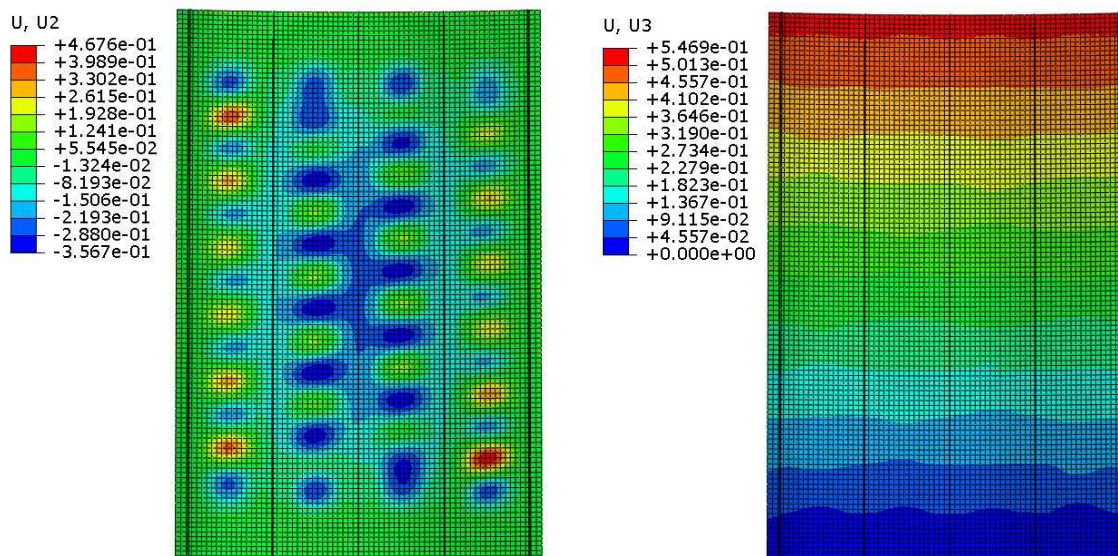 U, U2
+4.676e-01
+3.989e-01
+3.302e-01
+2.615e-01
+1.928e-01
+1.241e-01
+5.545e-02
-1.324e-02
-8.193e-02
-1.506e-01
-2.193e-01
-2.880e-01
-3.567e-01
U, U3
+5.469e-01
+5.013e-01
+4.557e-01
+4.102e-01
+3.646e-01
+3.190e-01
+2.734e-01
+2.279e-01
+1.823e-01
+1.367e-01
+9.115e-02
+4.557e-02
+0.000e+00